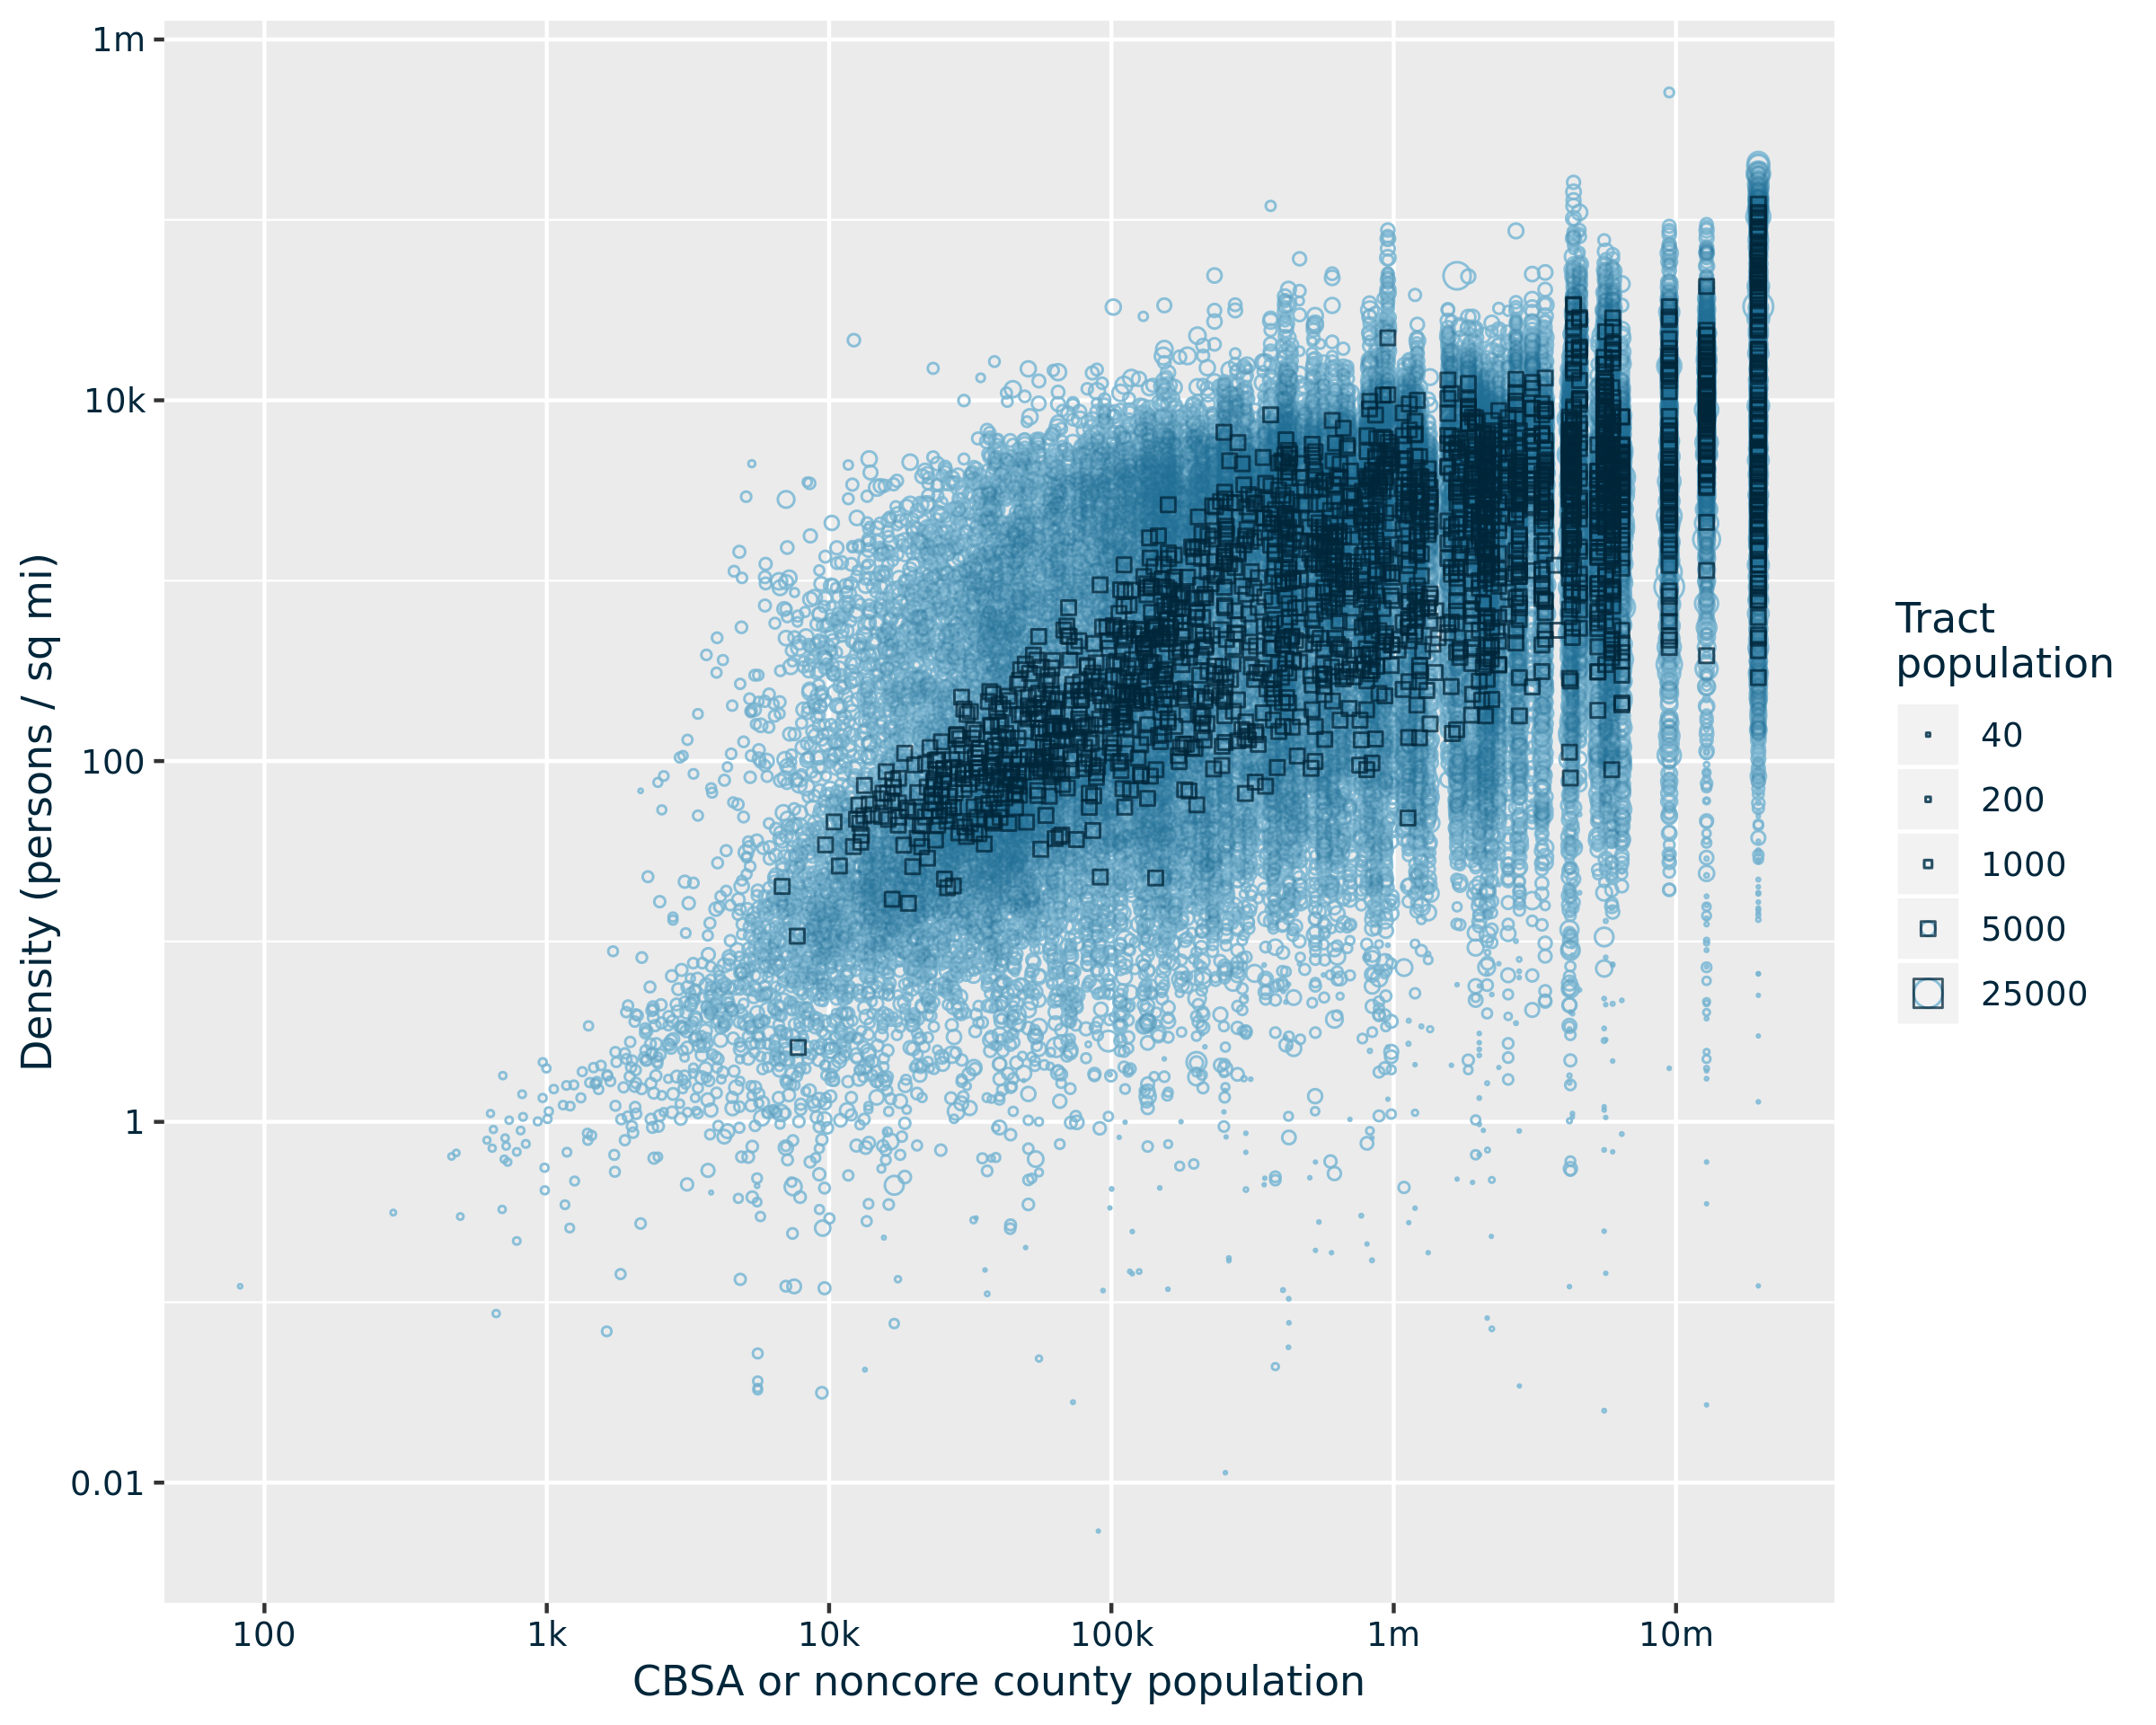 1m
10k
100
1
0.01
Density (persons / sq mi)
100 1k 10k 100k 1m 10m
CBSA or noncore county population
Tract
population
40
200
1000
5000
25000